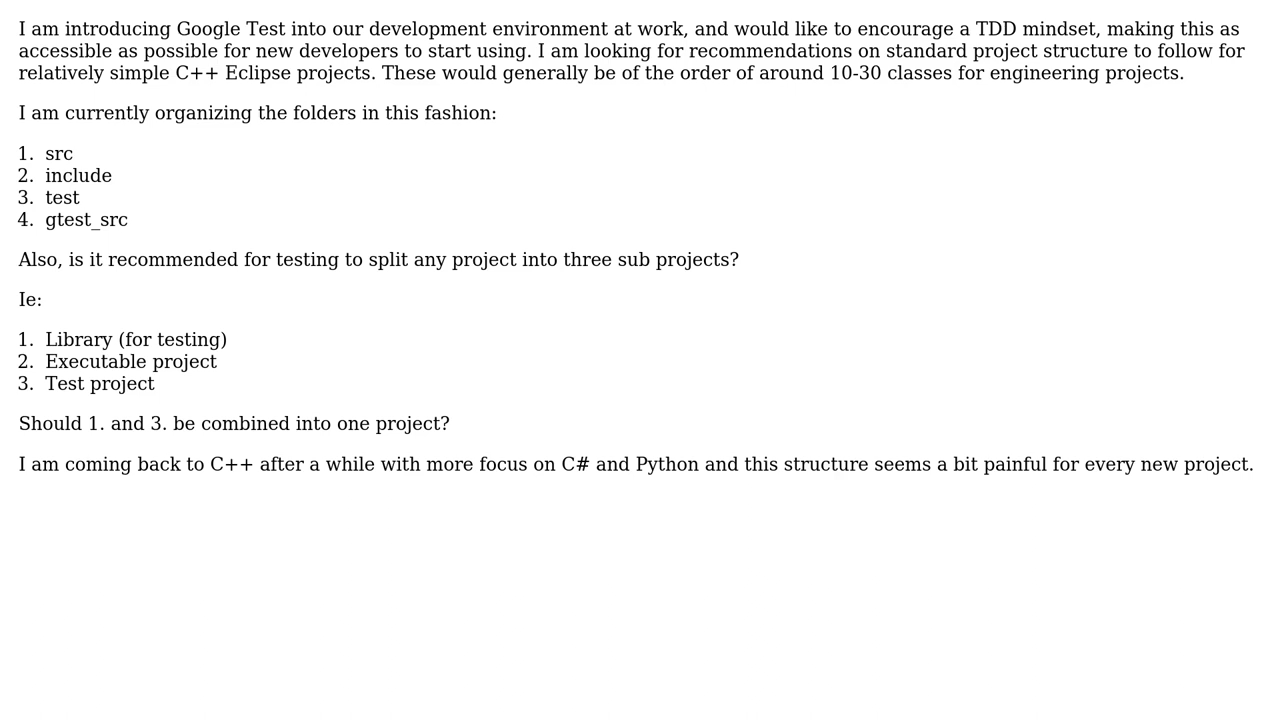 I am introducing Google Test into our development environment at work, and would like to encourage a TDD mindset, making this as
accessible as possible for new developers to start using. I am looking for recommendations on standard project structure to follow for
relatively simple C++ Eclipse projects. These would generally be of the order of around 10-30 classes for engineering projects.
I am currently organizing the folders in this fashion:
1. src
2. include
3. test
4. gtest_src
Also, is it recommended for testing to split any project into three sub projects?
Ie:
1. Library (for testing)
2. Executable project
3. Test project
Should 1. and 3. be combined into one project?
I am coming back to C++ after a while with more focus on C# and Python and this structure seems a bit painful for every new project.